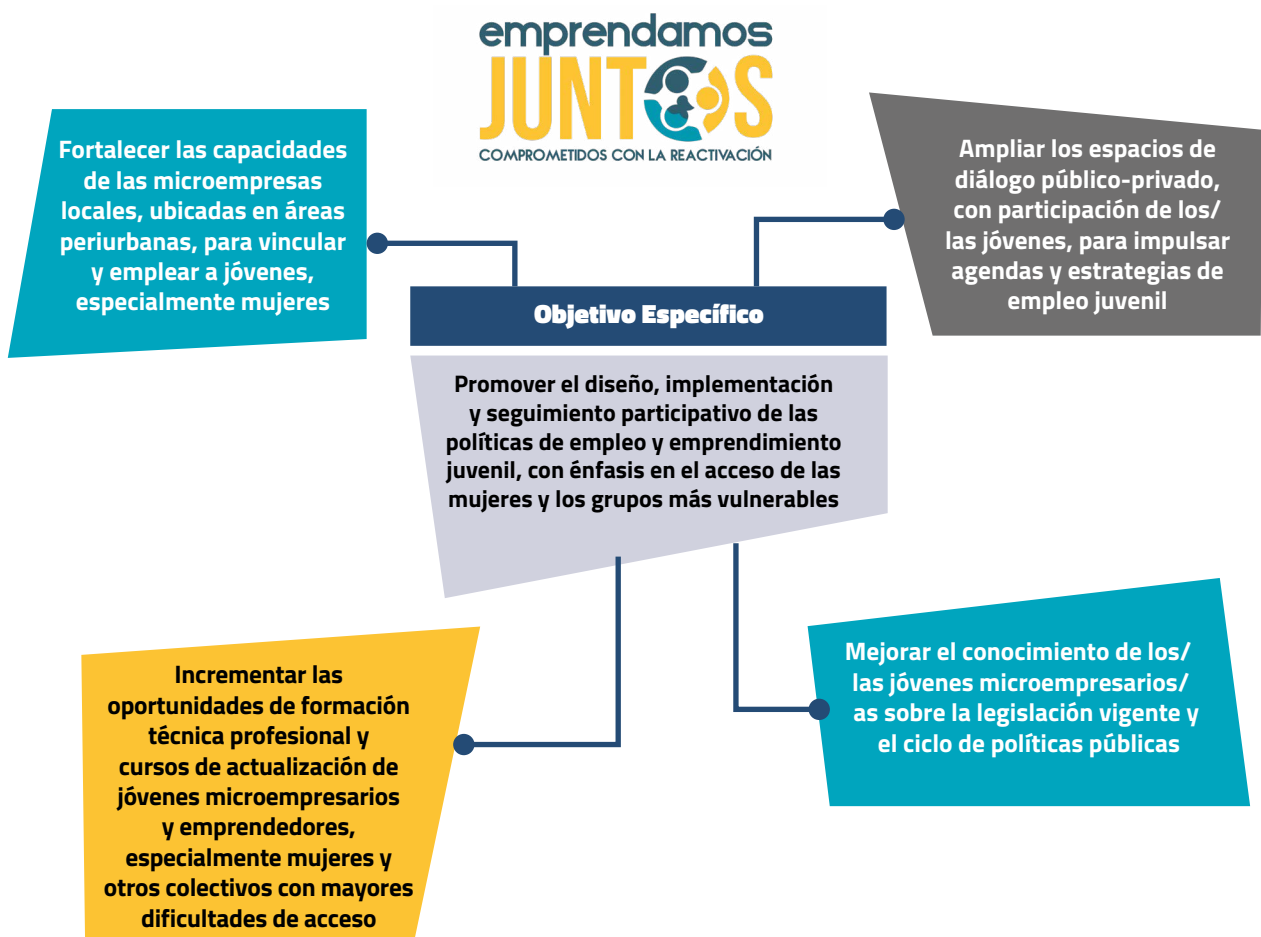 emprendamos
JUNTOS
COMPROMETIDOS CON LA REACTIVACIÓN
Fortalecer las capacidades
de las microempresas
locales, ubicadas en áreas
periurbanas, para vincular
y emplear a jóvenes,
especialmente mujeres
Ampliar los espacios de
diálogo público-privado,
con participación de los/
las jóvenes, para impulsar
agendas y estrategias de
empleo juvenil
Objetivo Específico
Promover el diseño, implementación
y seguimiento participativo de las
políticas de empleo y emprendimiento
juvenil, con énfasis en el acceso de las
mujeres y los grupos más vulnerables
Incrementar las
oportunidades de formación
técnica profesional y
cursos de actualización de
jóvenes microempresarios
y emprendedores,
especialmente mujeres y
otros colectivos con mayores
dificultades de acceso
Mejorar el conocimiento de los/
las jóvenes microempresarios/
as sobre la legislación vigente y
el ciclo de políticas públicas